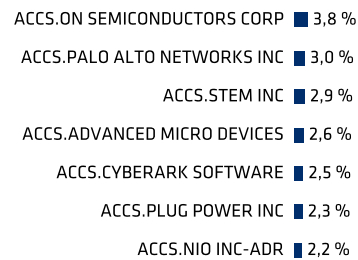 ACCS.ON SEMICONDUCTORS CORP 3,8 %
ACCS.PALO ALTO NETWORKS INC 3,0 %
ACCS.STEM INC 2,9 %
ACCS.ADVANCED MICRO DEVICES 2,6 %
ACCS.CYBERARK SOFTWARE 2,5 %
ACCS.PLUG POWER INC 2,3 %
ACCS.NIO INC-ADR 2,2 %